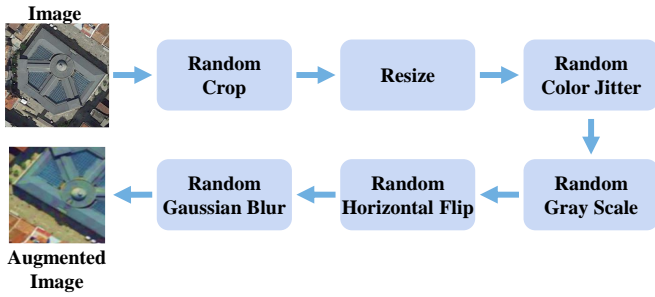 Image
Random
Crop
Resize
Random
Color Jitter
Random
Gray Scale
Random
Horizontal Flip
Random
Gaussian Blur
Augmented
Image